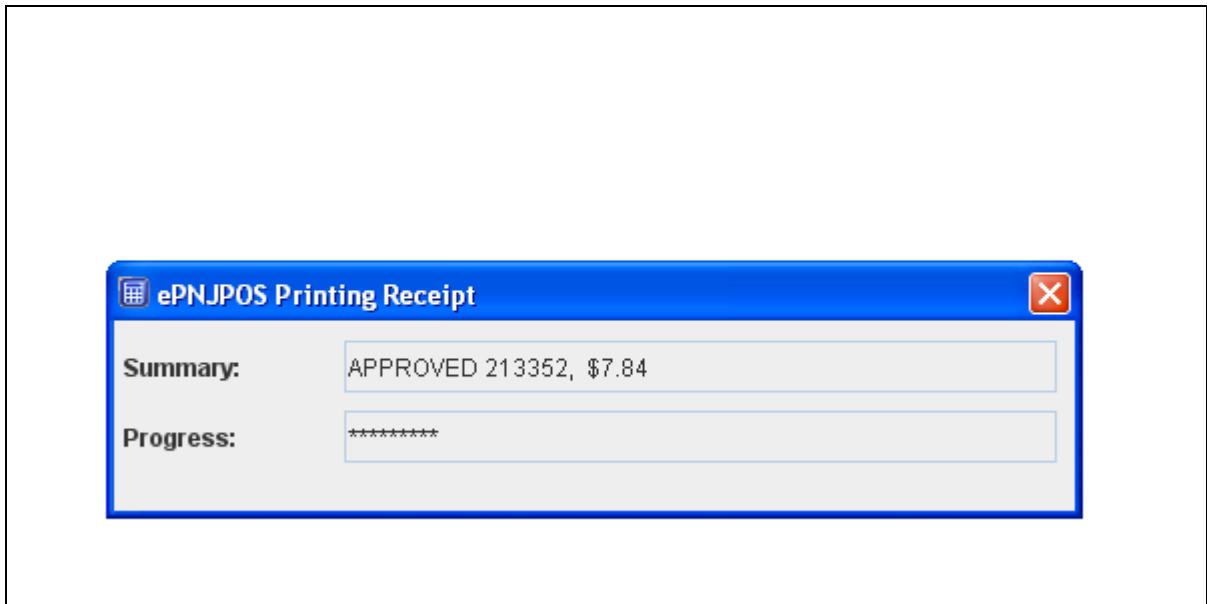 ePNJPOS Printing Receipt
Summary: APPROVED 213352, $7.84
Progress: *********